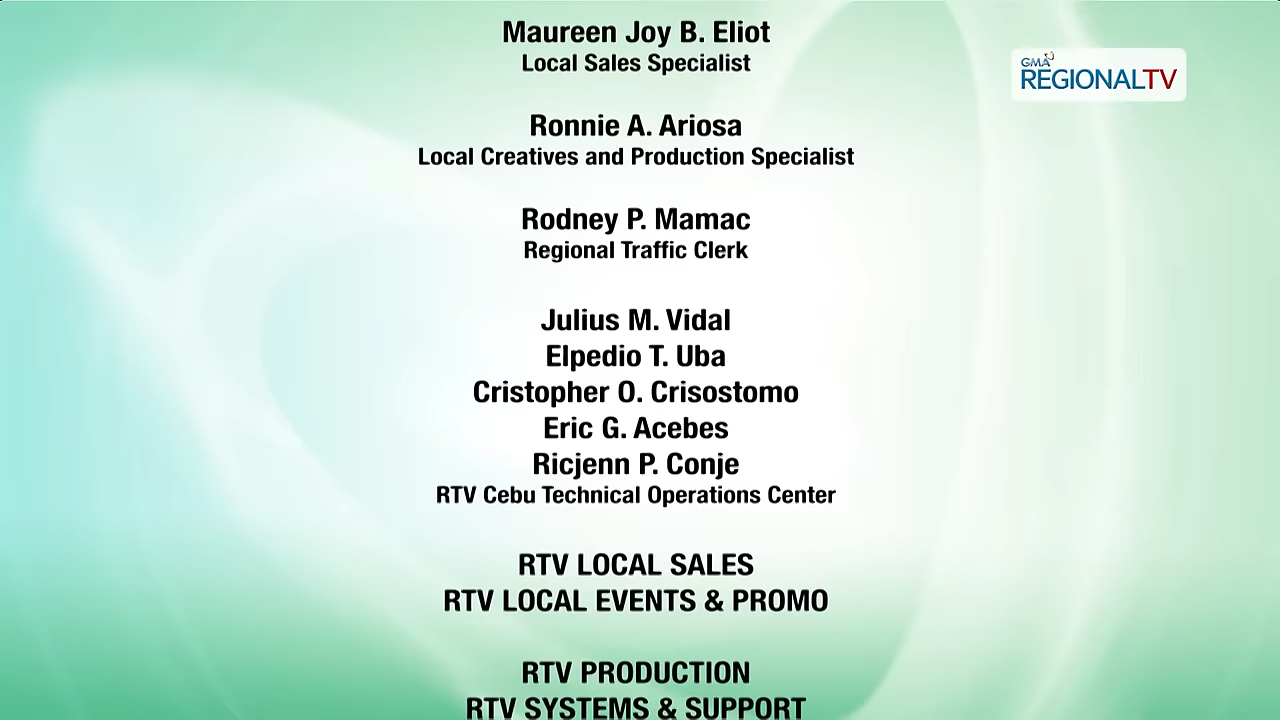 Maureen Joy B. Eliot
Local Sales Specialist
GMA
REGIONALTV
Ronnie A. Ariosa
Local Creatives and Production Specialist
Rodney P. Mamac
Regional Traffic Clerk
Julius M. Vidal
Elpedio T. Uba
Cristopher O. Crisostomo
Eric G. Acebes
Ricjenn P. Conje
RTV Cebu Technical Operations Center
RTV LOCAL SALES
RTV LOCAL EVENTS & PROMO
RTV PRODUCTION
RTV SYSTEMS & SUPPORT